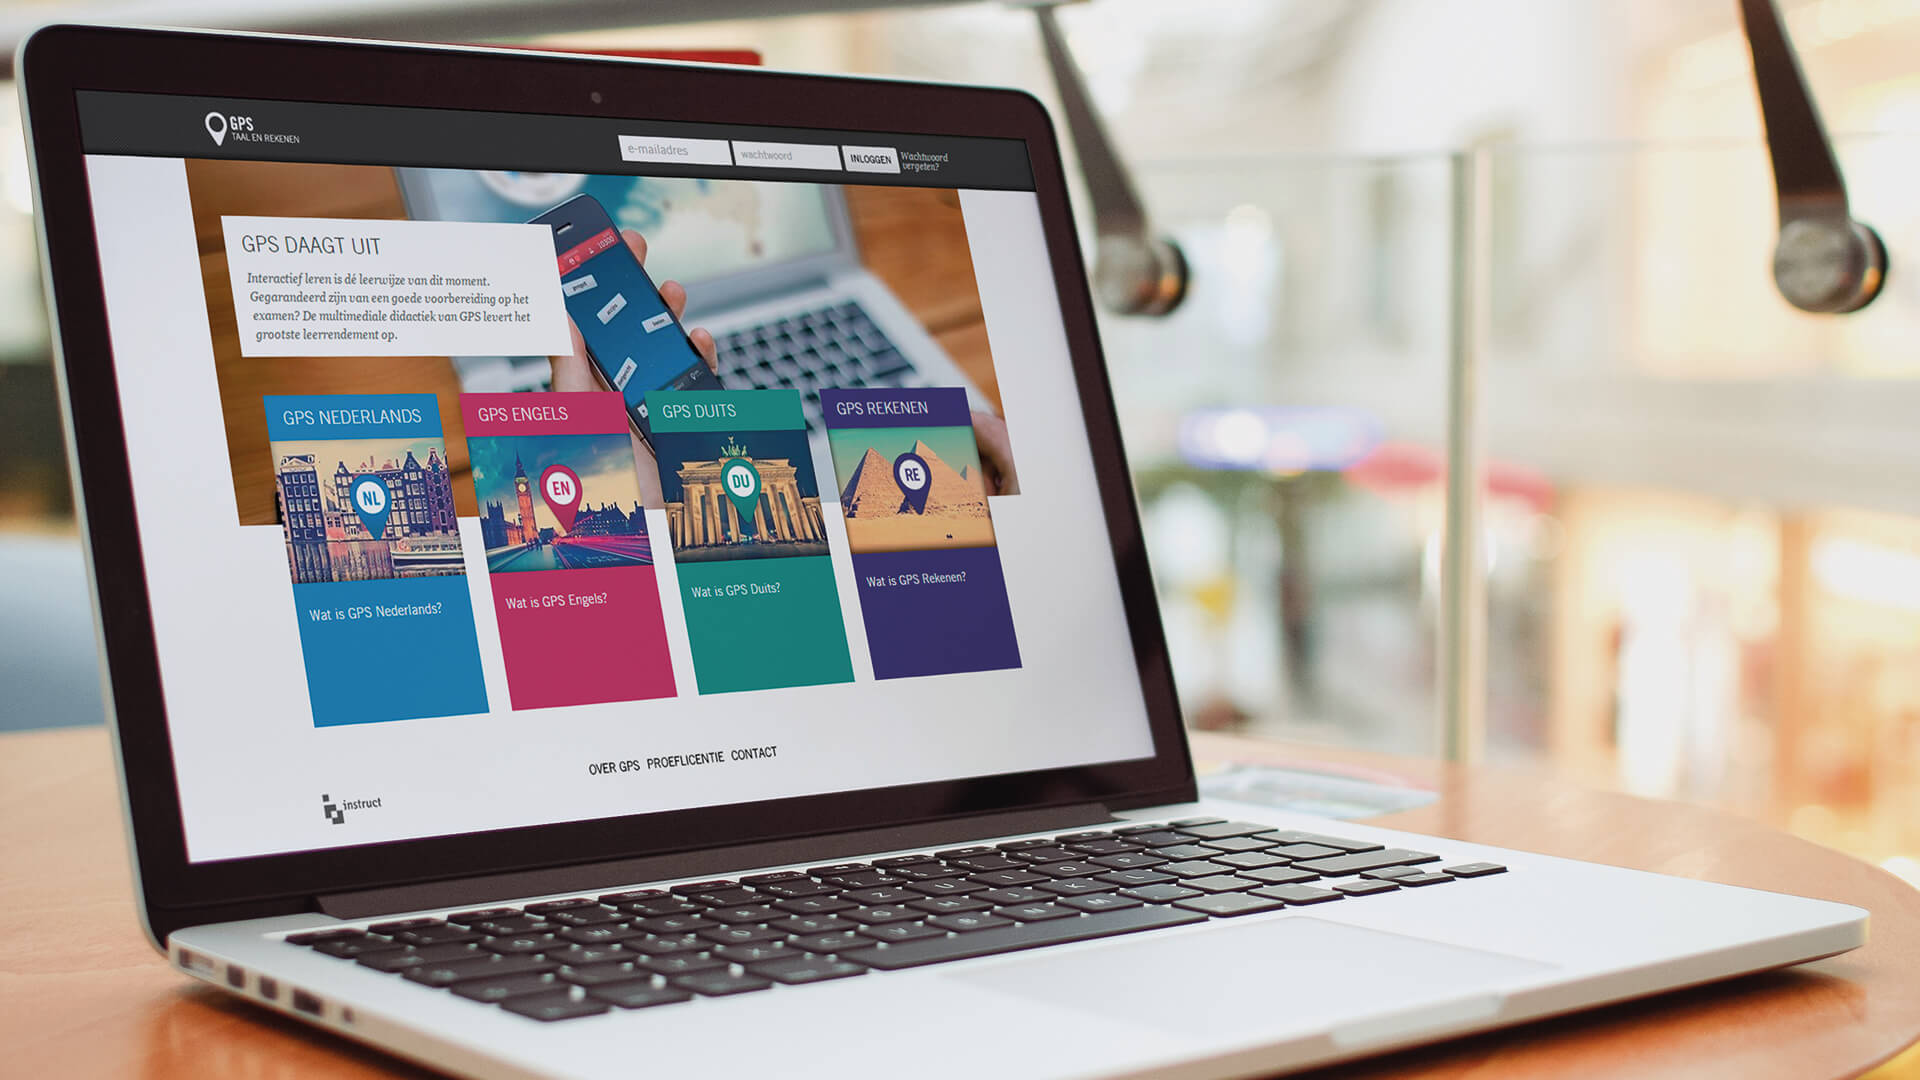 GPS
TAAL EN REKENEN
e-mailadres
wachtwoord
INLOGGEN
Wachtwoord
vergeten?
GPS DAAGT UIT
Interactief leren is dé leerwijze van dit moment.
Gegarandeerd zijn van een goede voorbereiding op het
examen? De multimediale didactiek van GPS levert het
grootste leerrendement op.
10300
GPS NEDERLANDS
NL
Wat is GPS Nederlands?
GPS ENGELS
EN
Wat is GPS Engels?
GPS DUITS
DU
Wat is GPS Duits?
GPS REKENEN
RE
Wat is GPS Rekenen?
OVER GPS PROEFLICENTIE CONTACT
instruct